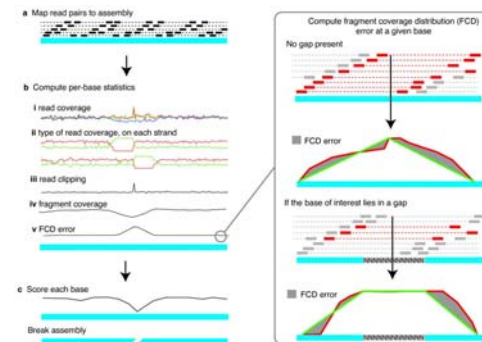 a Map read pairs to assembly
b Compute per-base statistics
i read coverage
ii type of read coverage, on each strand
iii read clipping
iv fragment coverage
v FCD error
c Score each base
Break assembly
Compute fragment coverage distribution (FCD)
error at a given base
No gap present
FCD error
If the base of interest lies in a gap
FCD error